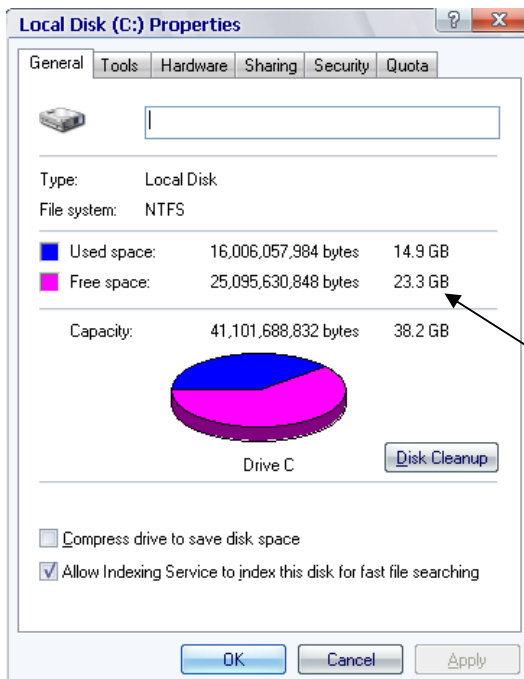 Local Disk (C:) Properties
General Tools Hardware Sharing Security Quota
Type: Local Disk
File system: NTFS
Used space: 16,006,057,984 bytes 14.9 GB
Free space: 25,095,630,848 bytes 23.3 GB
Capacity: 41,101,688,832 bytes 38.2 GB
Drive C
Disk Cleanup
Compress drive to save disk space
Allow Indexing Service to index this disk for fast file searching
OK Cancel Apply